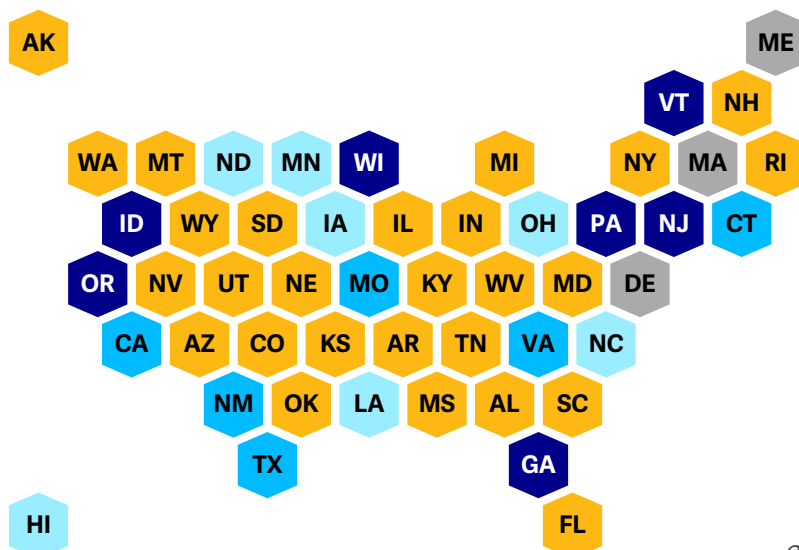 AK ME
VT NH
WA MT ND MN WI MI NY MA RI
ID WY SD IA IL IN OH PA NJ CT
OR NV UT NE MO KY WV MD DE
CA AZ CO KS AR TN VA NC
NM OK LA MS AL SC
TX GA
HI FL